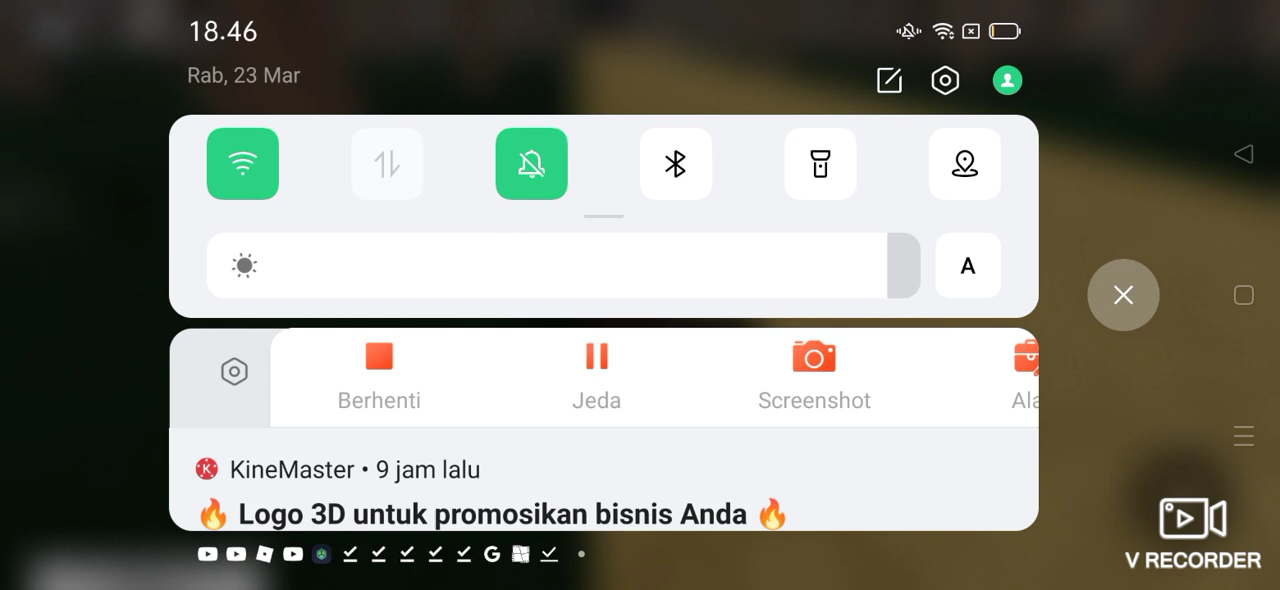 18.46
Rab, 23 Mar
A
Berhenti
Jeda
Screenshot
Ala
KineMaster • 9 jam lalu
🔥 Logo 3D untuk promosikan bisnis Anda 🔥
V RECORDER